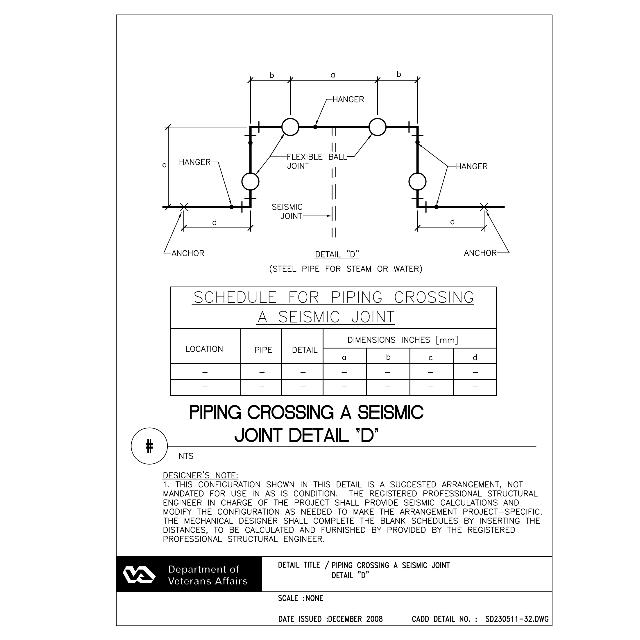 b a b
HANGER
c
HANGER
FLEXIBLE BALL
JOINT
HANGER
SEISMIC
JOINT
d
d
ANCHOR
ANCHOR
DETAIL "D"
(STEEL PIPE FOR STEAM OR WATER)
SCHEDULE FOR PIPING CROSSING
A SEISMIC JOINT
LOCATION PIPE DETAIL DIMENSIONS INCHES [mm]
a b c d
– – – – – – –
– – – – – – –
PIPING CROSSING A SEISMIC
JOINT DETAIL "D"
#
NTS
DESIGNER'S NOTE:
1. THIS CONFIGURATION SHOWN IN THIS DETAIL IS A SUGGESTED ARRANGEMENT, NOT
MANDATED FOR USE IN AS IS CONDITION. THE REGISTERED PROFESSIONAL STRUCTURAL
ENGINEER IN CHARGE OF THE PROJECT SHALL PROVIDE SEISMIC CALCULATIONS AND
MODIFY THE CONFIGURATION AS NEEDED TO MAKE THE ARRANGEMENT PROJECT-SPECIFIC.
THE MECHANICAL DESIGNER SHALL COMPLETE THE BLANK SCHEDULES BY INSERTING THE
DISTANCES, TO BE CALCULATED AND FURNISHED BY PROVIDED BY THE REGISTERED
PROFESSIONAL STRUCTURAL ENGINEER.
VA
Department of
Veterans Affairs
DETAIL TITLE / PIPING CROSSING A SEISMIC JOINT
DETAIL "D"
SCALE :NONE
DATE ISSUED :DECEMBER 2008 CADD DETAIL NO. : SD230511-32.DWG